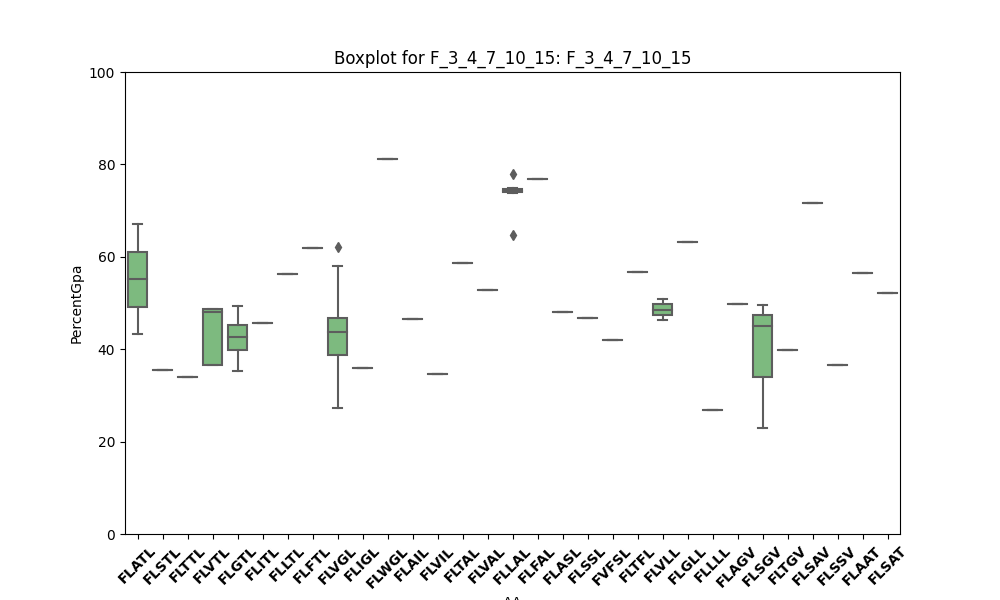 Boxplot for F_3_4_7_10_15: F_3_4_7_10_15
PercentGpa
100
80
60
40
20
0
FLATL
FLSTL
FLTTL
FLVTL
FLGTL
FLITL
FLLTL
FLFTL
FLVGL
FLIGL
FLWGL
FLAIL
FLVIL
FLTAL
FLVAL
FLLAL
FLFAL
FLASL
FLSSL
FVFSL
FLTFL
FLVLL
FLGLL
FLLLL
FLAGV
FLSGV
FLTGV
FLSAV
FLSSV
FLAAT
FLSAT